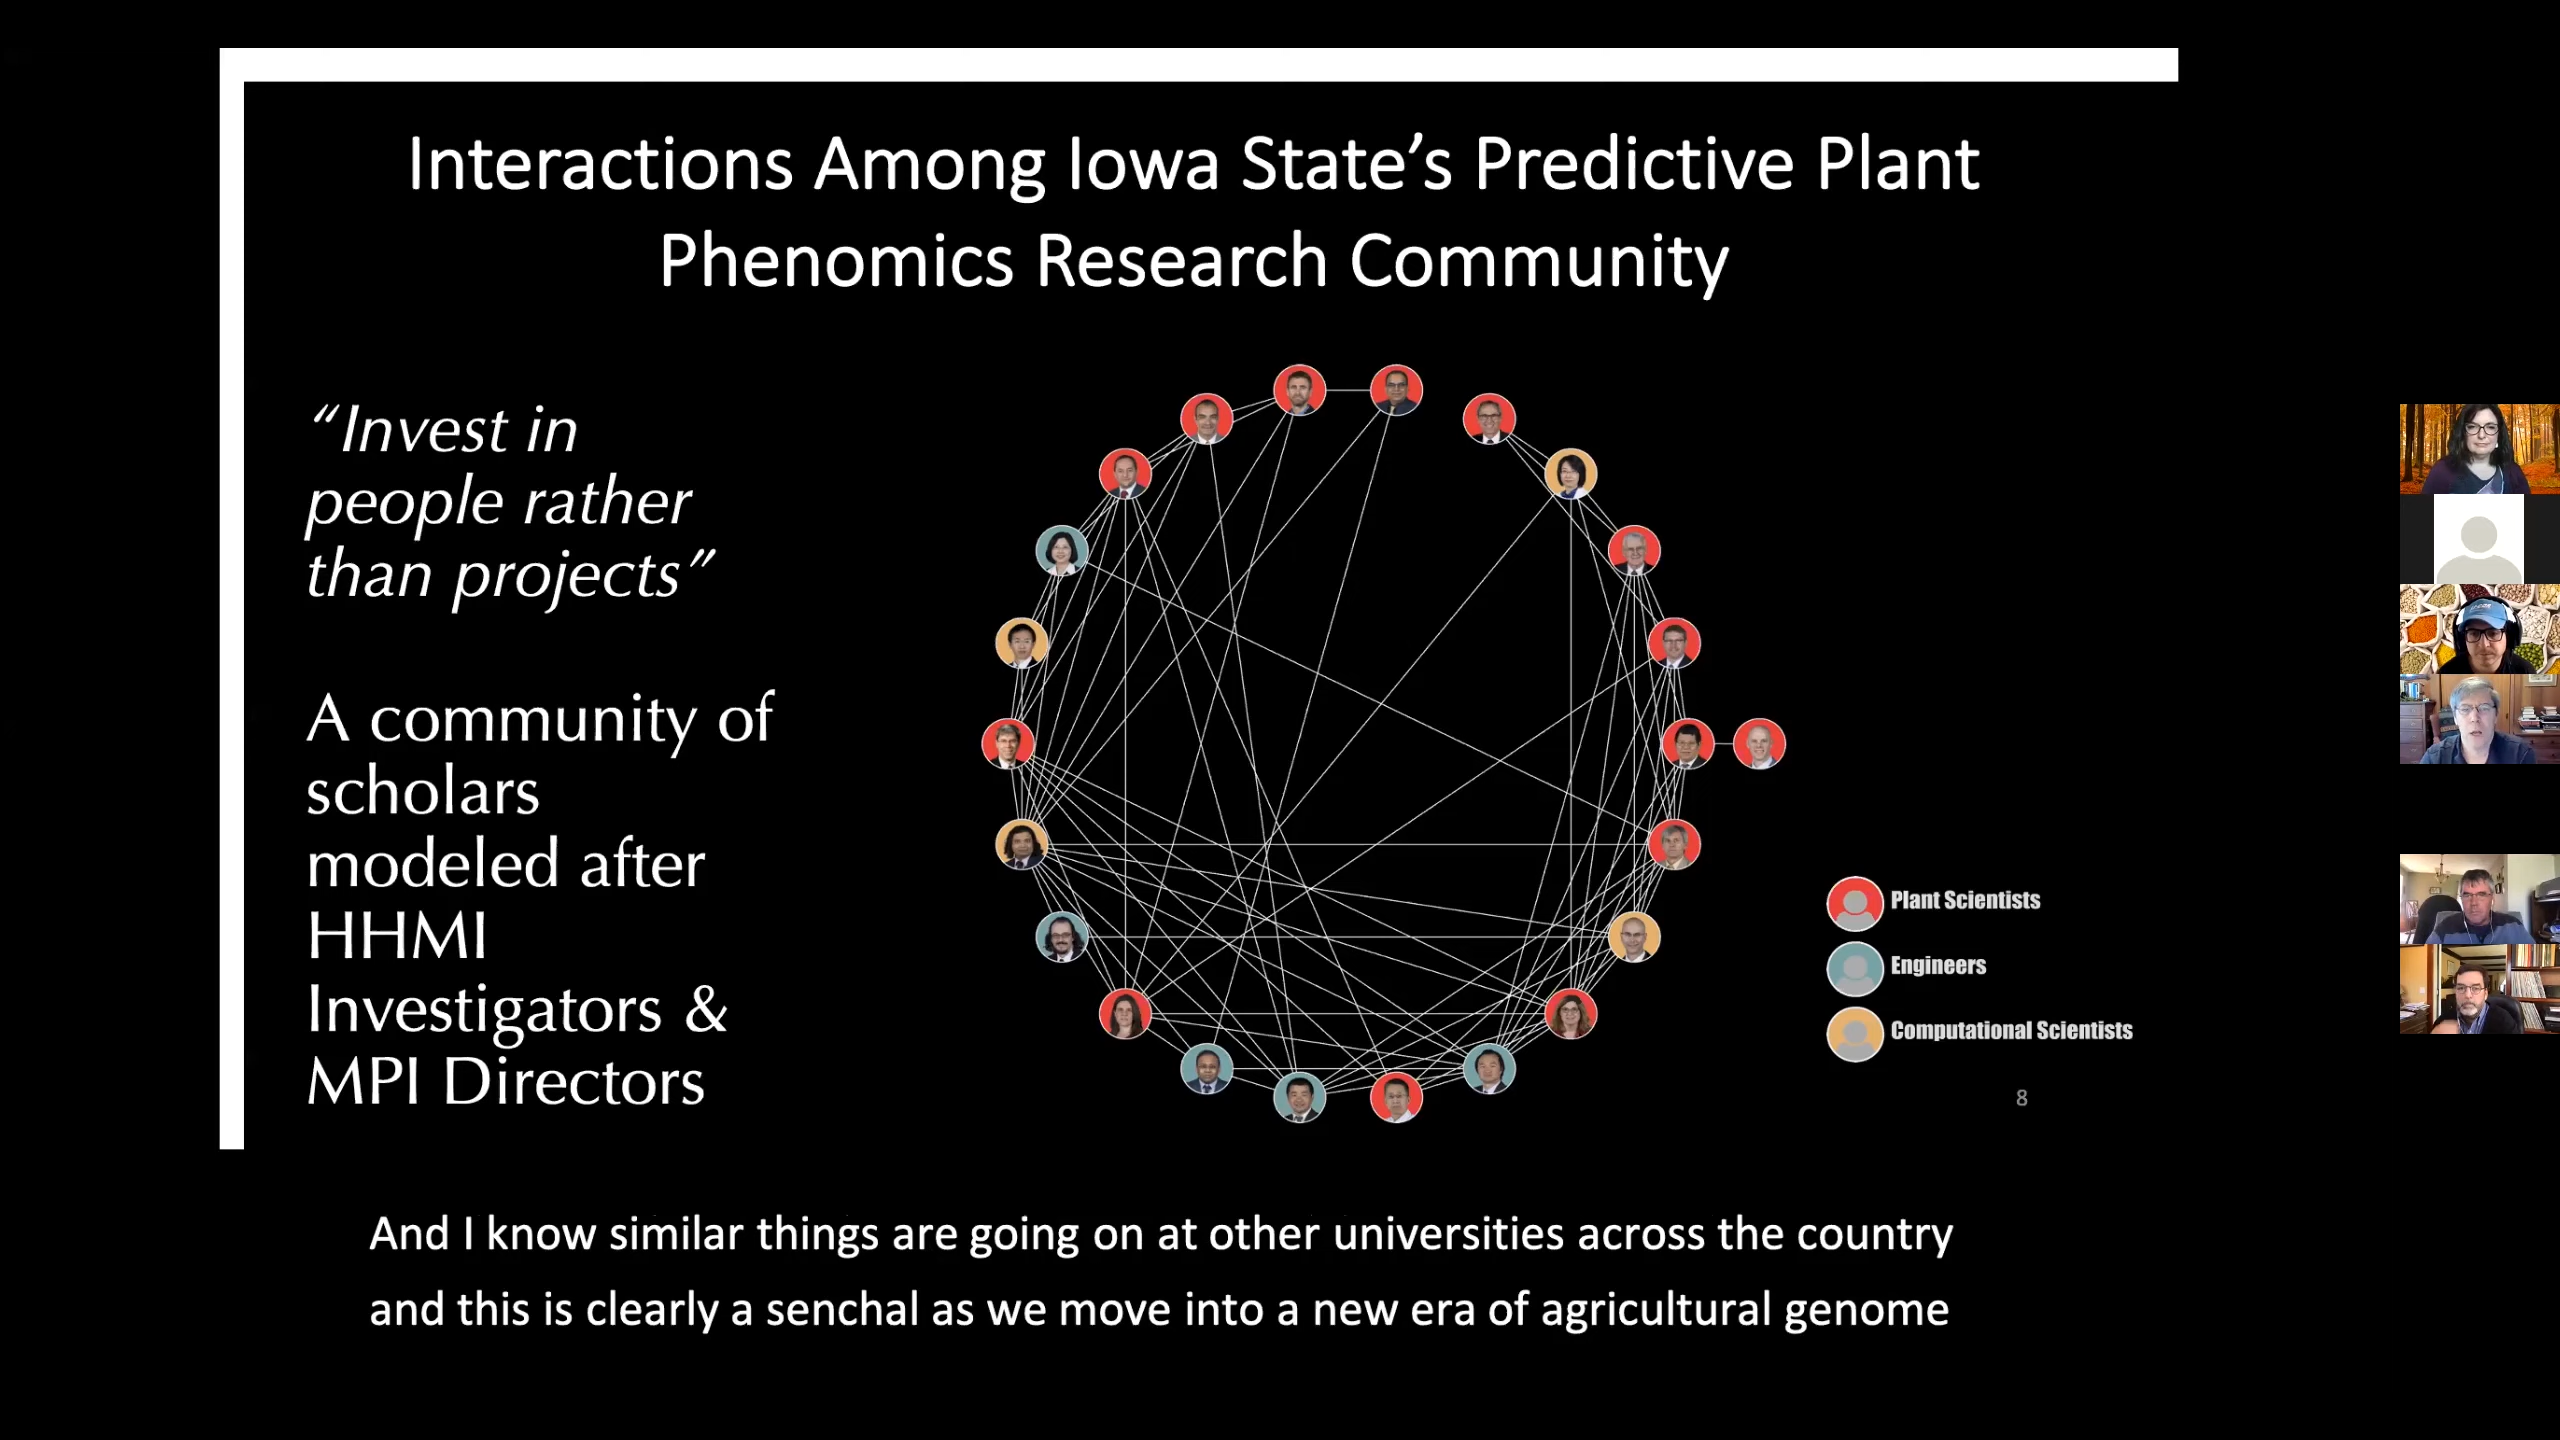 Interactions Among Iowa State’s Predictive Plant
Phenomics Research Community
“Invest in
people rather
than projects”
A community of
scholars
modeled after
HHMI
Investigators &
MPI Directors
Plant Scientists
Engineers
Computational Scientists
8
And I know similar things are going on at other universities across the country
and this is clearly a senchal as we move into a new era of agricultural genome